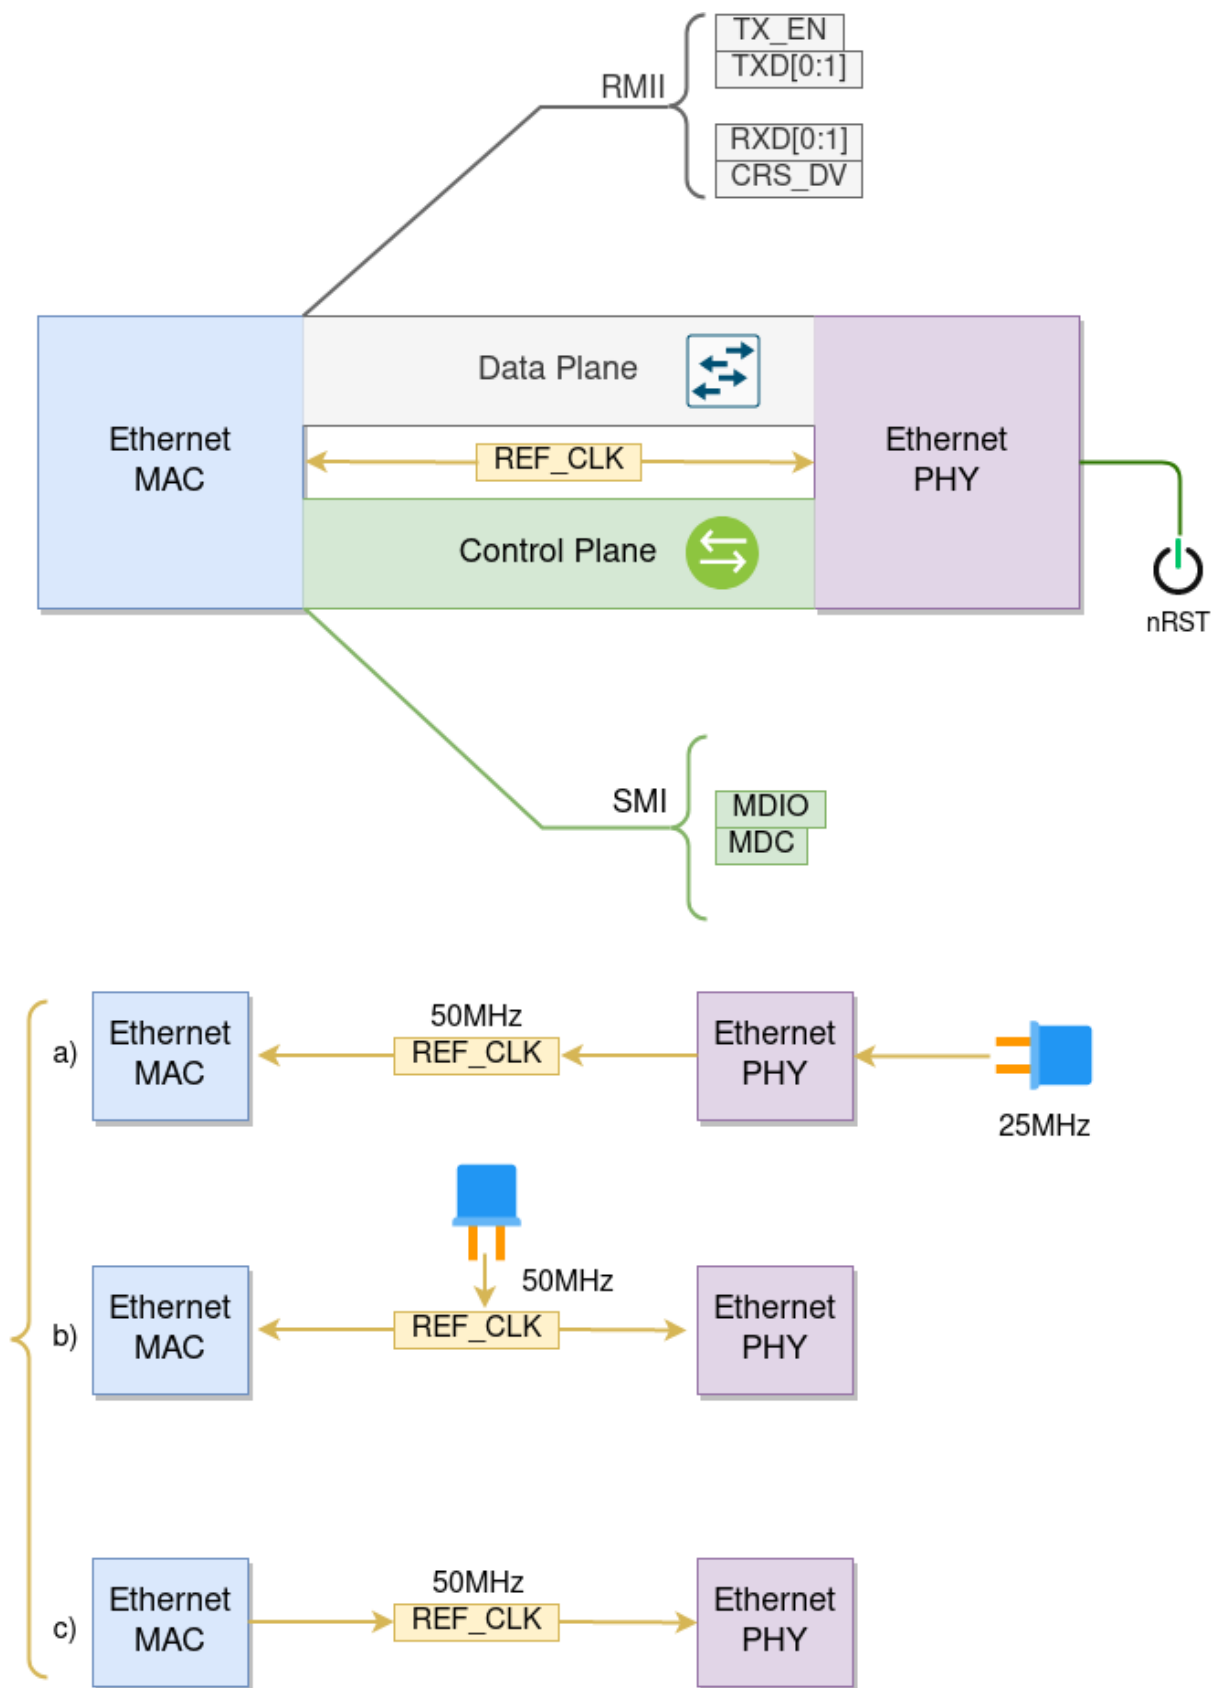 TX_EN
TXD[0:1]
RMII
RXD[0:1]
CRS_DV
Data Plane
Ethernet
MAC
REF_CLK
Ethernet
PHY
Control Plane
nRST
SMI
MDIO
MDC
a)
Ethernet
MAC
50MHz
REF_CLK
Ethernet
PHY
25MHz
b)
Ethernet
MAC
50MHz
REF_CLK
Ethernet
PHY
c)
Ethernet
MAC
50MHz
REF_CLK
Ethernet
PHY